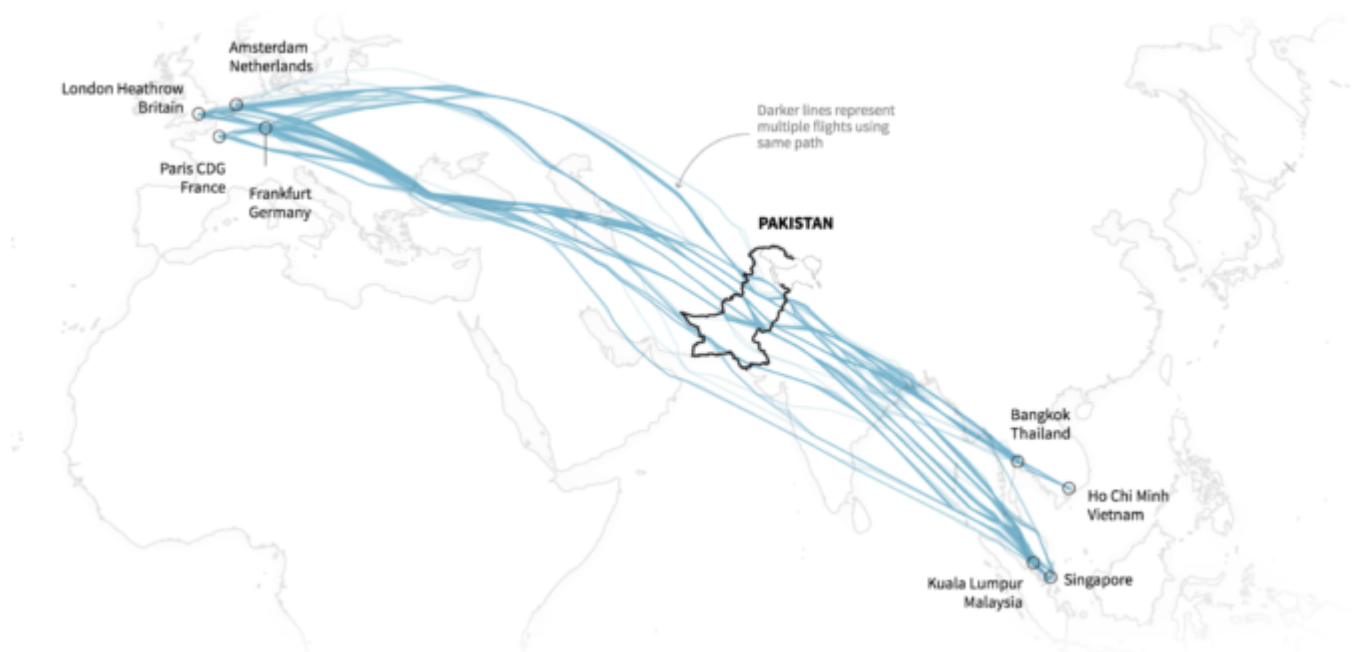 Amsterdam
Netherlands
London Heathrow
Britain
Paris CDG
France
Frankfurt
Germany
Darker lines represent
multiple flights using
same path
PAKISTAN
Bangkok
Thailand
Ho Chi Minh
Vietnam
Kuala Lumpur
Malaysia
Singapore